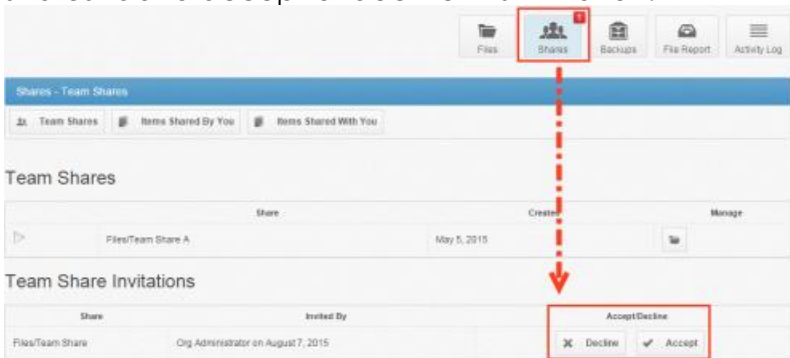 1
Files Shares Backups File Report Activity Log
Shares - Team Shares
Team Shares Items Shared By You Items Shared With You
Team Shares
Share Created Manage
Files/Team Share A May 5, 2015
Team Share Invitations
Share Invited By Accept/Decline
Files/Team Share Org Administrator on August 7, 2015 Decline Accept